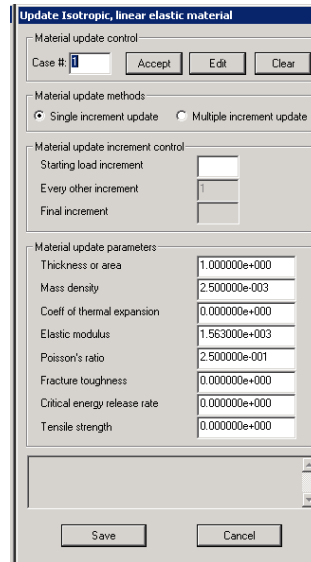 Update Isotropic, linear elastic material
Material update control
Case #: 1 Accept Edit Clear
Material update methods
Single increment update Multiple increment update
Material update increment control
Starting load increment
Every other increment 1
Final increment
Material update parameters
Thickness or area 1.000000e+000
Mass density 2.500000e-003
Coeff of thermal expansion 0.000000e+000
Elastic modulus 1.563000e+003
Poisson's ratio 2.500000e-001
Fracture toughness 0.000000e+000
Critical energy release rate 0.000000e+000
Tensile strength 0.000000e+000
Save Cancel